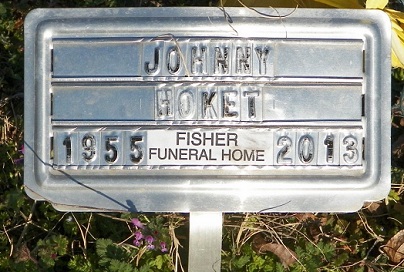 JOHNNY
HOKET
1955 FISHER FUNERAL HOME 2013